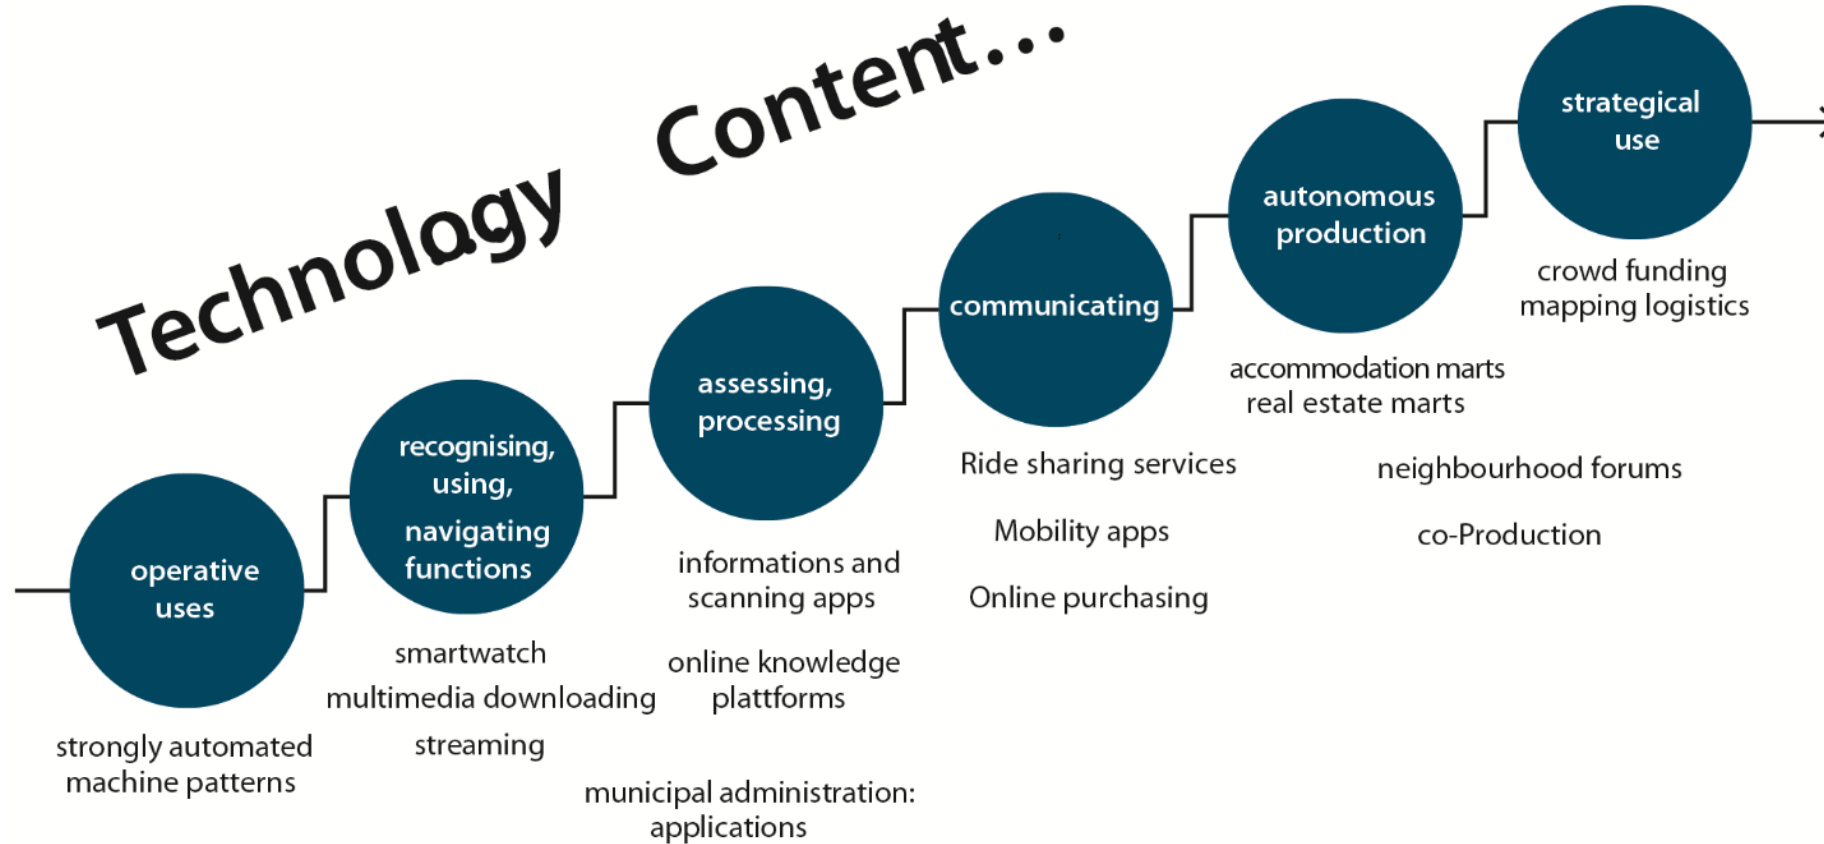 Technology Content...
operative
uses
strongly automated
machine patterns
recognising,
using,
navigating
functions
smartwatch
multimedia downloading
streaming
assessing,
processing
informations and
scanning apps
online knowledge
plattforms
municipal administration:
applications
communicating
Ride sharing services
Mobility apps
Online purchasing
autonomous
production
accommodation marts
real estate marts
neighbourhood forums
co-Production
strategical
use
crowd funding
mapping logistics